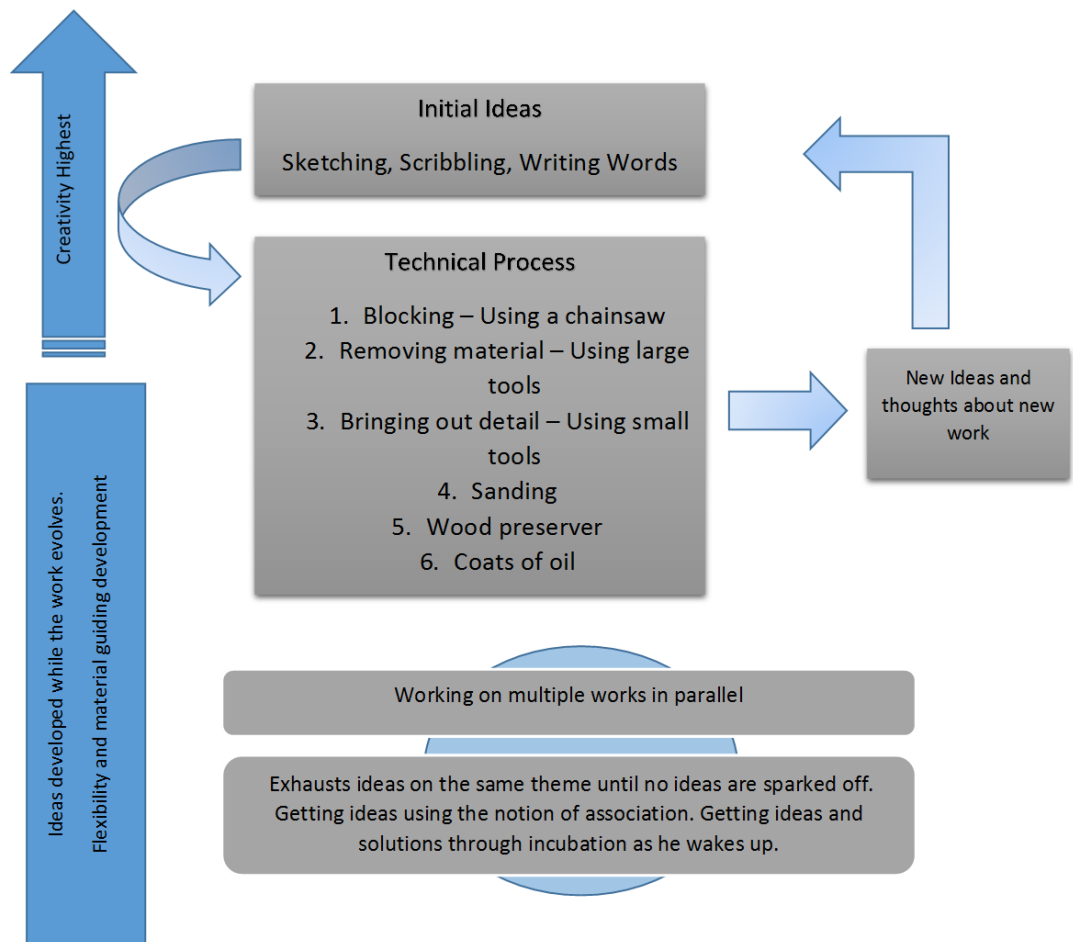 Creativity Highest
Initial Ideas
Sketching, Scribbling, Writing Words
Technical Process
1. Blocking – Using a chainsaw
2. Removing material – Using large
tools
3. Bringing out detail – Using small
tools
4. Sanding
5. Wood preserver
6. Coats of oil
New Ideas and
thoughts about new
work
Ideas developed while the work evolves.
Flexibility and material guiding development
Working on multiple works in parallel
Exhausts ideas on the same theme until no ideas are sparked off.
Getting ideas using the notion of association. Getting ideas and
solutions through incubation as he wakes up.